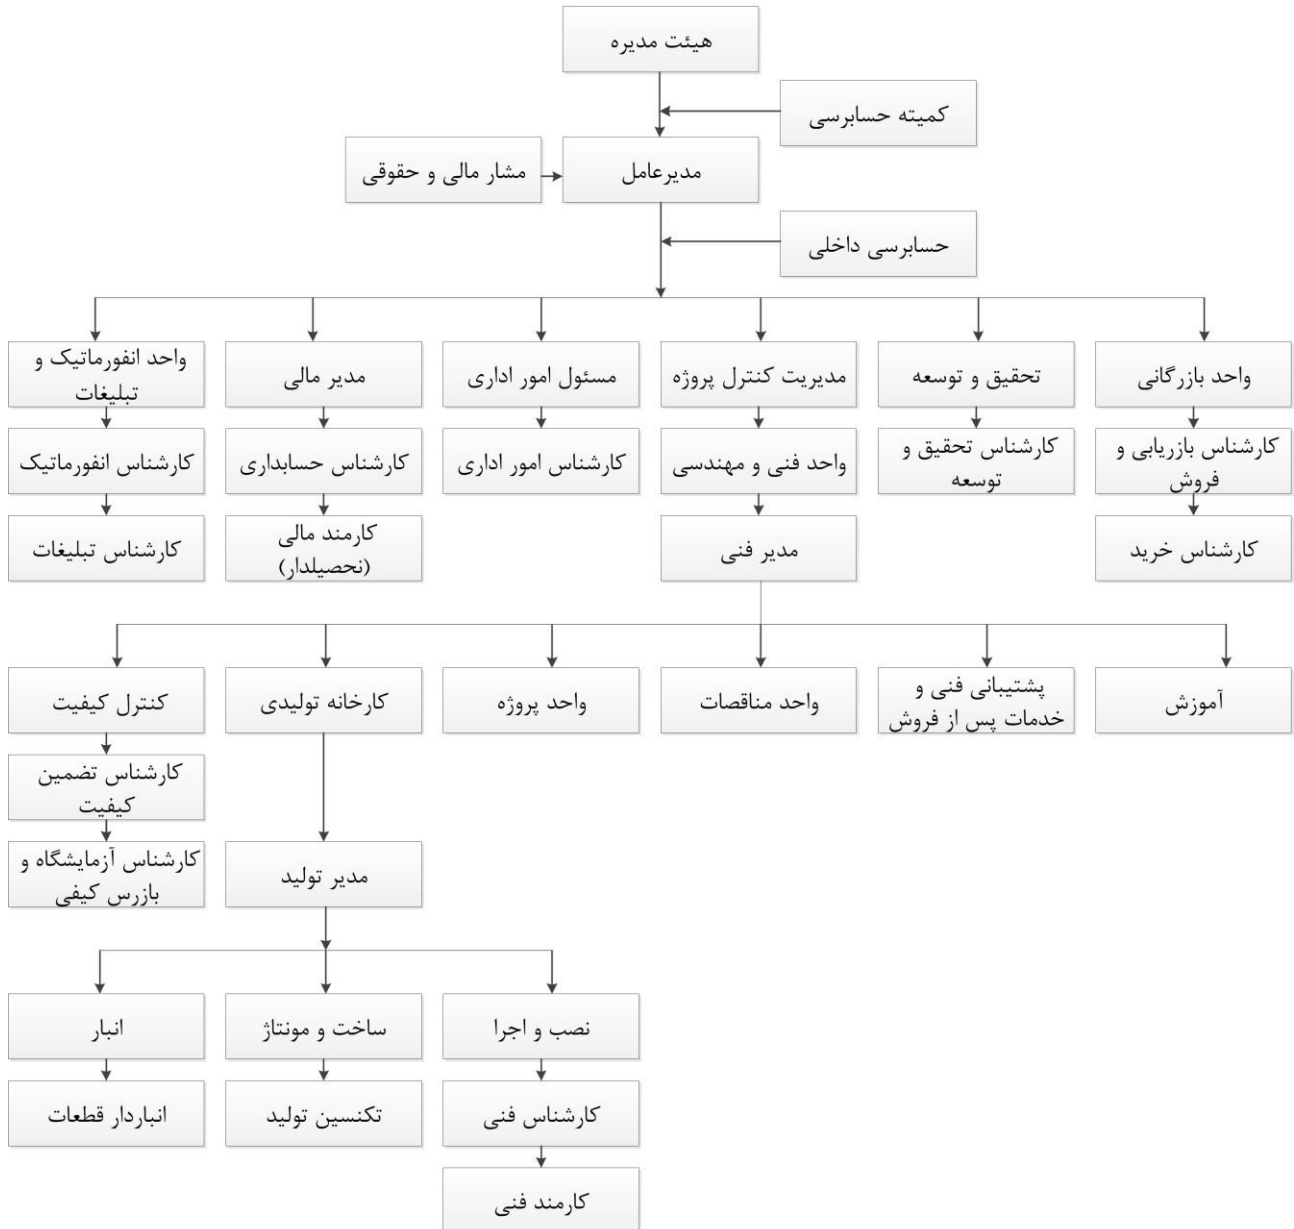 هیئت مدیره
کمیته حسابرسی
مدیرعامل
مشار مالی و حقوقی
حسابرسی داخلی
واحد بازرگانی
تحقیق و توسعه
مدیریت کنترل پروژه
مسئول امور اداری
مدیر مالی
واحد انفورماتیک و
تبلیغات
کارشناس بازریابی و
فروش
کارشناس تحقیق و
توسعه
واحد فنی و مهندسی
کارشناس امور اداری
کارشناس حسابداری
کارشناس انفورماتیک
کارشناس خرید
مدیر فنی
کارمند مالی
(نحصیلدار)
کارشناس تبلیغات
آموزش
پشتیبانی فنی و
خدمات پس از فروش
واحد مناقصات
واحد پروژه
کارخانه تولیدی
کنترل کیفیت
کارشناس تضمین
کیفیت
مدیر تولید
کارشناس آزمایشگاه و
بازرس کیفی
نصب و اجرا
ساخت و مونتاژ
انبار
کارشناس فنی
تکنسین تولید
انباردار قطعات
کارمند فنی